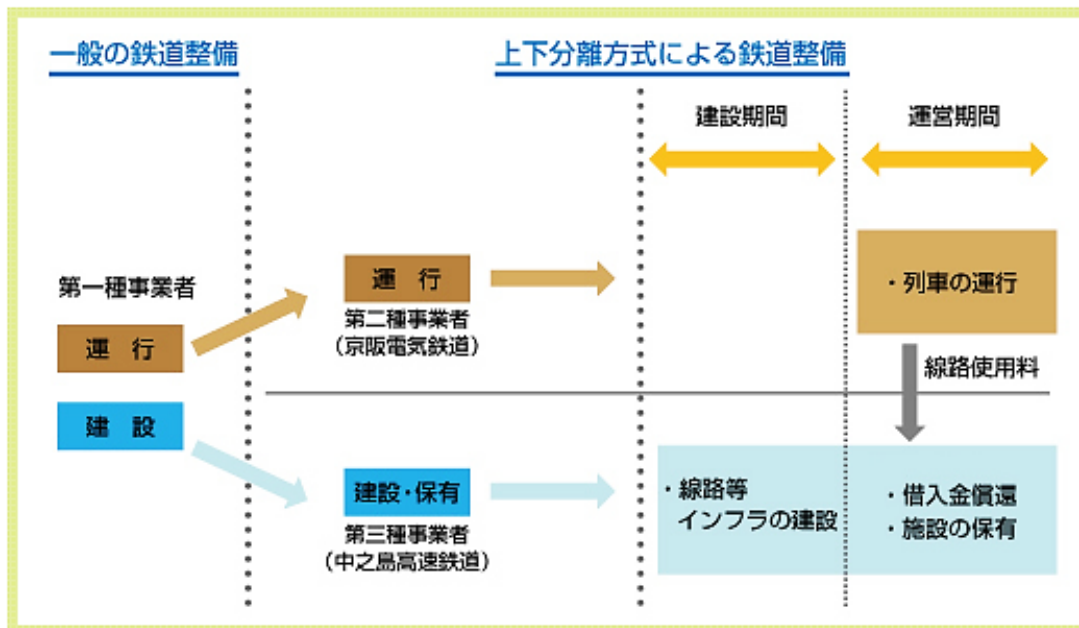 一般の鉄道整備
上下分離方式による鉄道整備
建設期間
運営期間
第一種事業者
運 行
建 設
運 行
第二種事業者
（京阪電気鉄道）
・列車の運行
線路使用料
建設・保有
第三種事業者
（中之島高速鉄道）
・線路等
インフラの建設
・借入金償還
・施設の保有